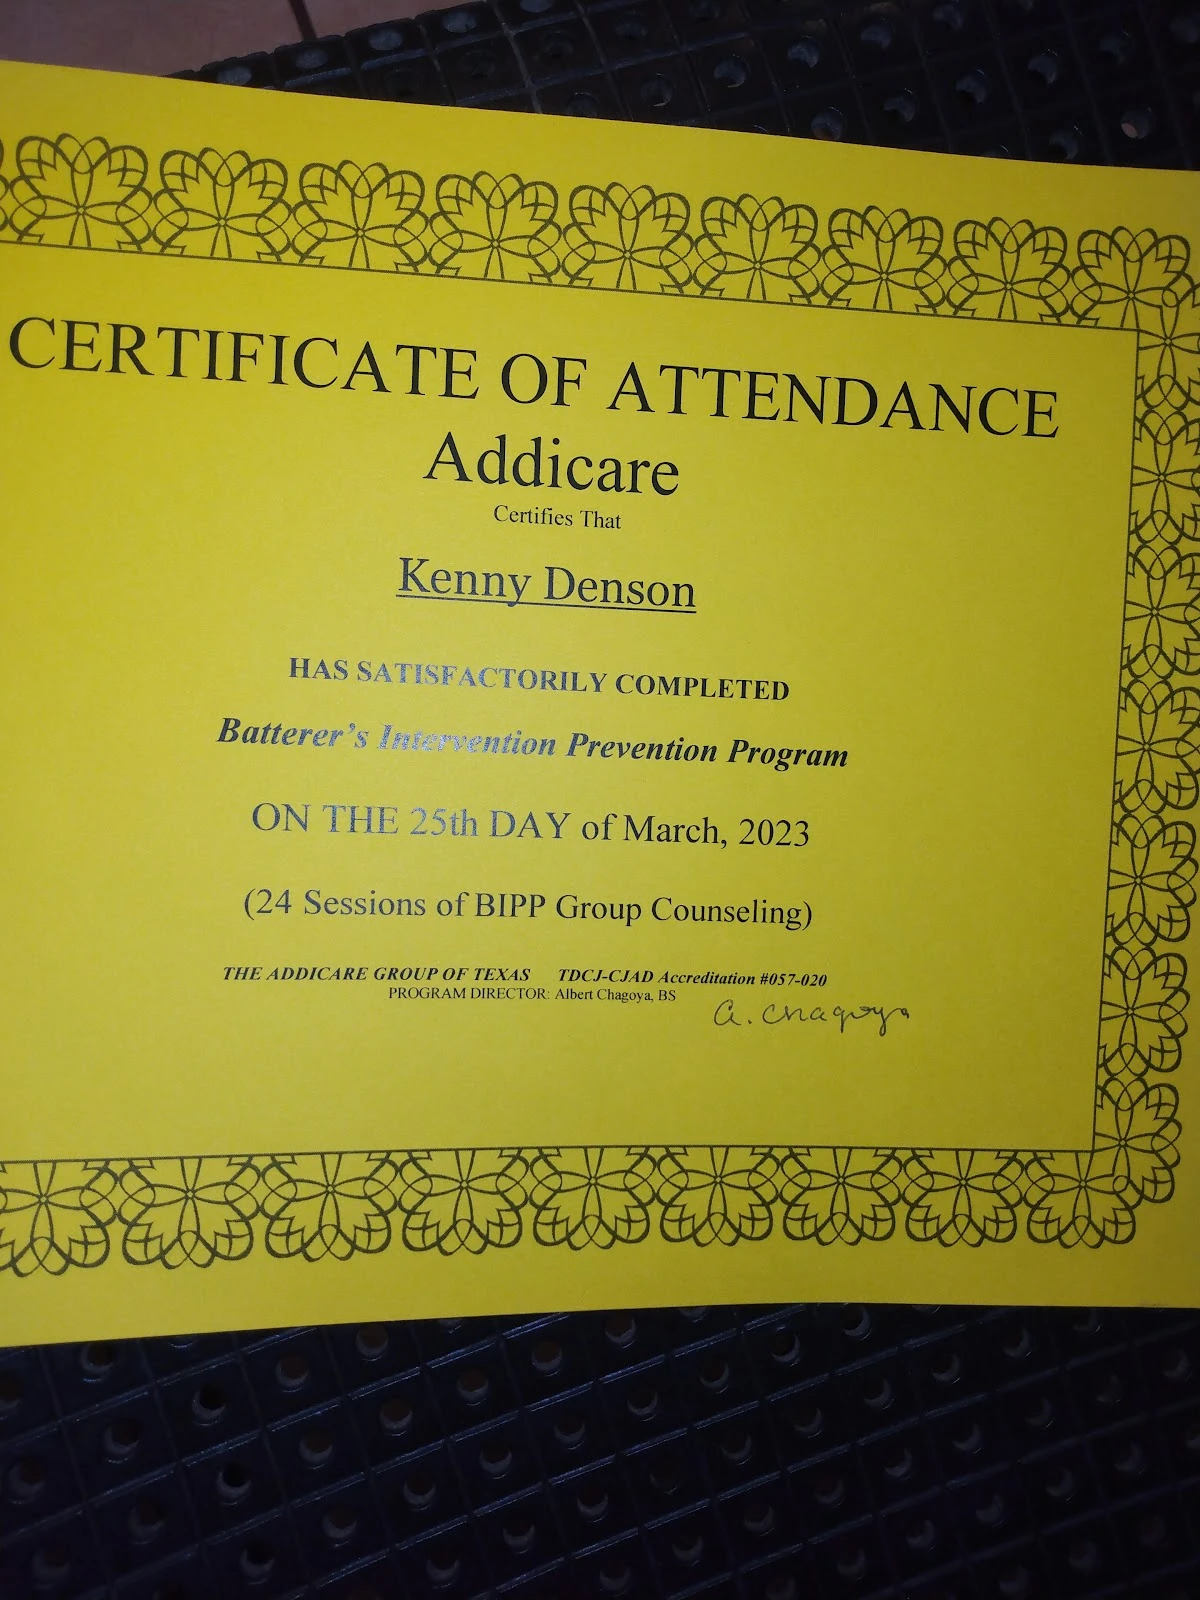 CERTIFICATE OF ATTENDANCE
Addicare
Certifies That
Kenny Denson
HAS SATISFACTORILY COMPLETED
Batterer's Intervention Prevention Program
ON THE 25th DAY of March, 2023
(24 Sessions of BIPP Group Counseling)
THE ADDICARE GROUP OF TEXAS TDCJ-CJAD Accreditation #057-020
PROGRAM DIRECTOR: Albert Chagoya, BS
a. Chagoya